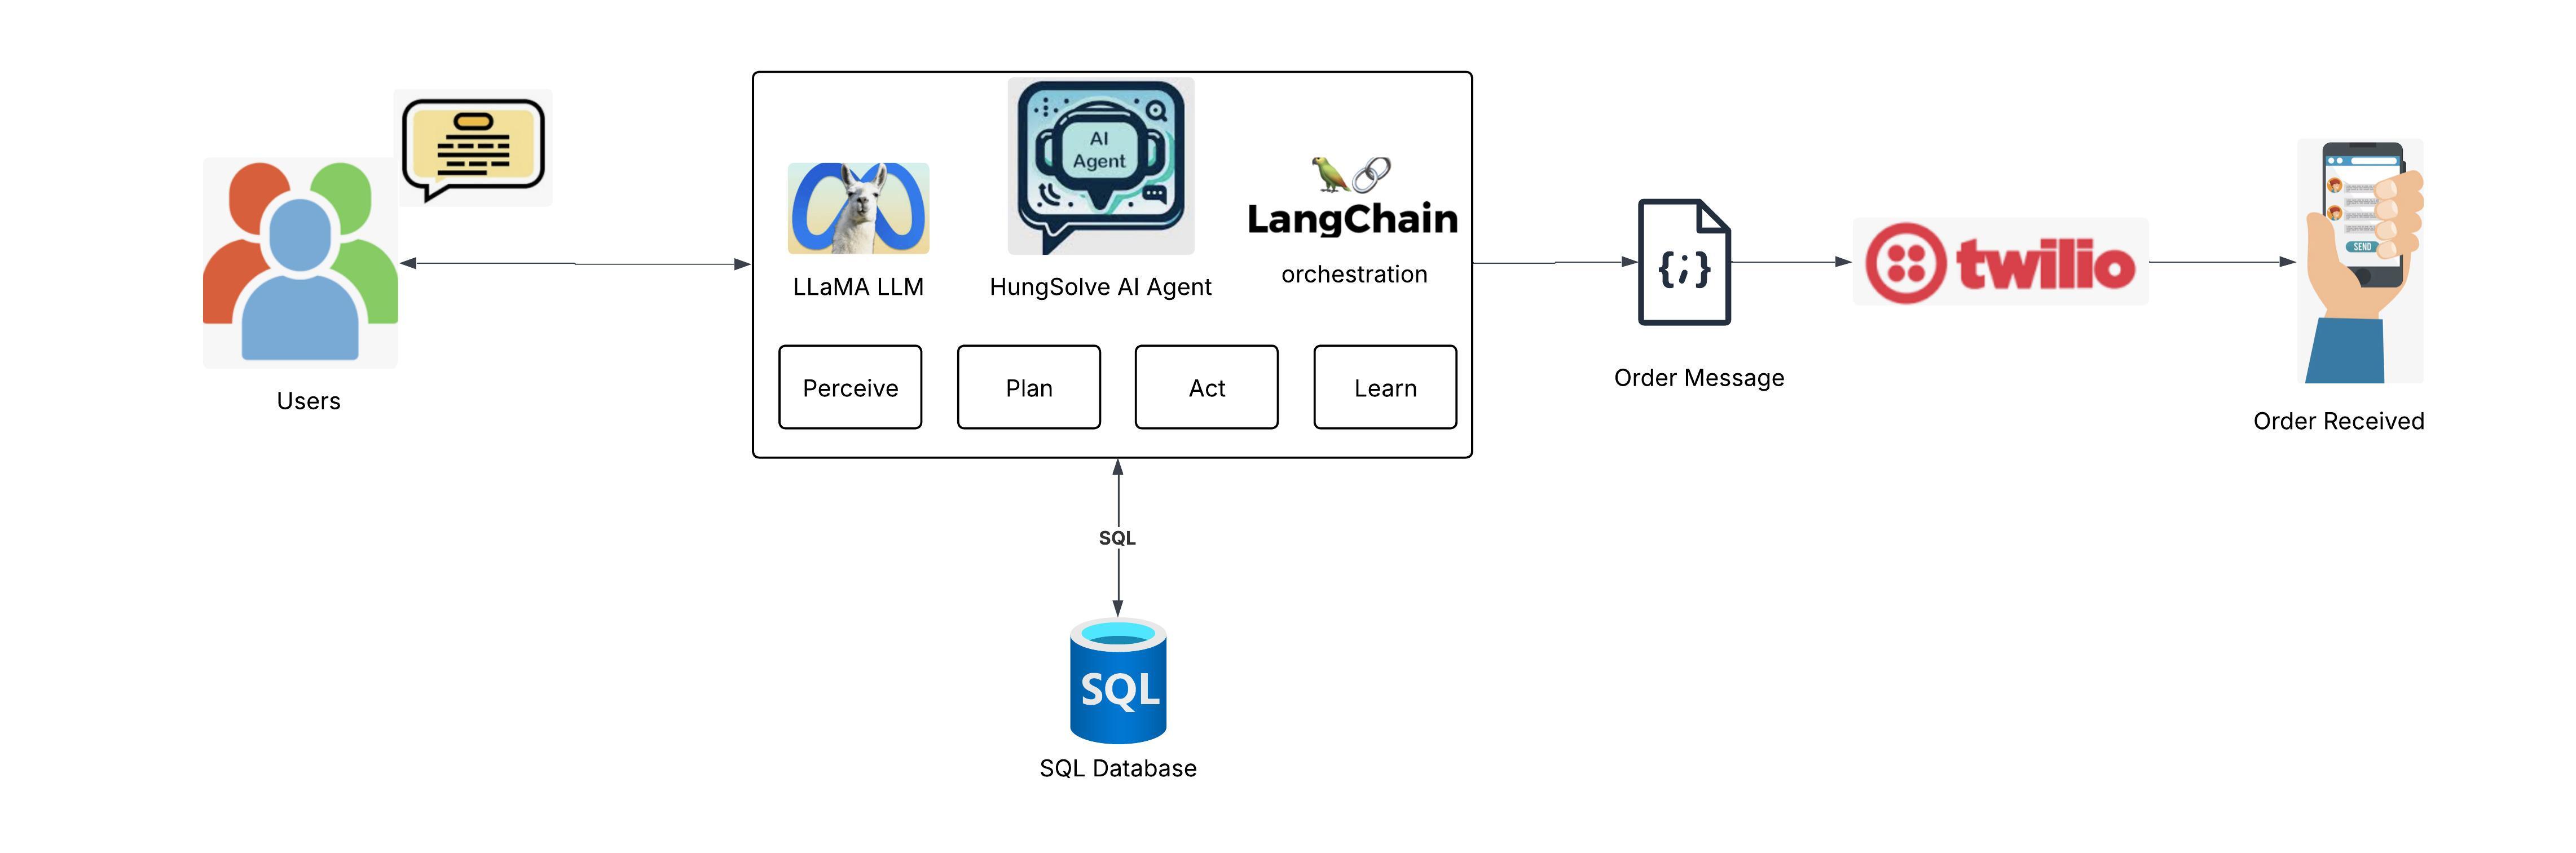 AI
Agent
LangChain
LLaMA LLM
HungSolve AI Agent
orchestration
Perceive
Plan
Act
Learn
Users
{;}
Order Message
twilio
SEND
Order Received
SQL
SQL
SQL Database